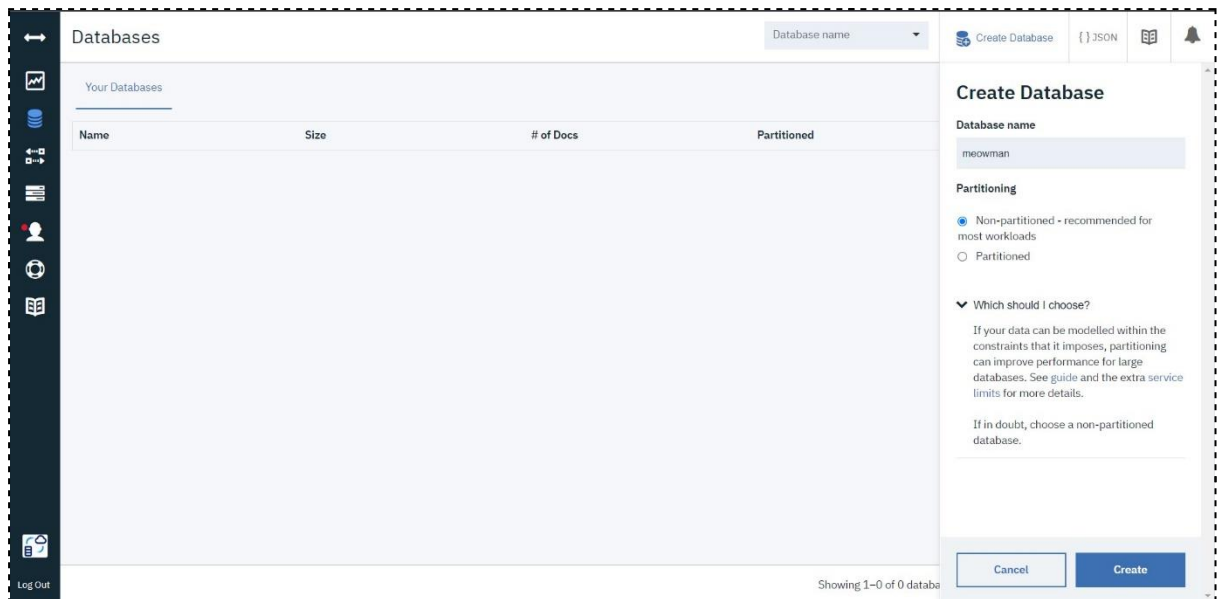 Databases
Database name
Create Database
{ } JSON
Your Databases
Name
Size
# of Docs
Partitioned
Create Database
Database name
meowman
Partitioning
Non-partitioned - recommended for
most workloads
Partitioned
Which should I choose?
If your data can be modelled within the
constraints that it imposes, partitioning
can improve performance for large
databases. See guide and the extra service
limits for more details.
If in doubt, choose a non-partitioned
database.
Cancel
Create
Showing 1–0 of 0 databa
Log Out